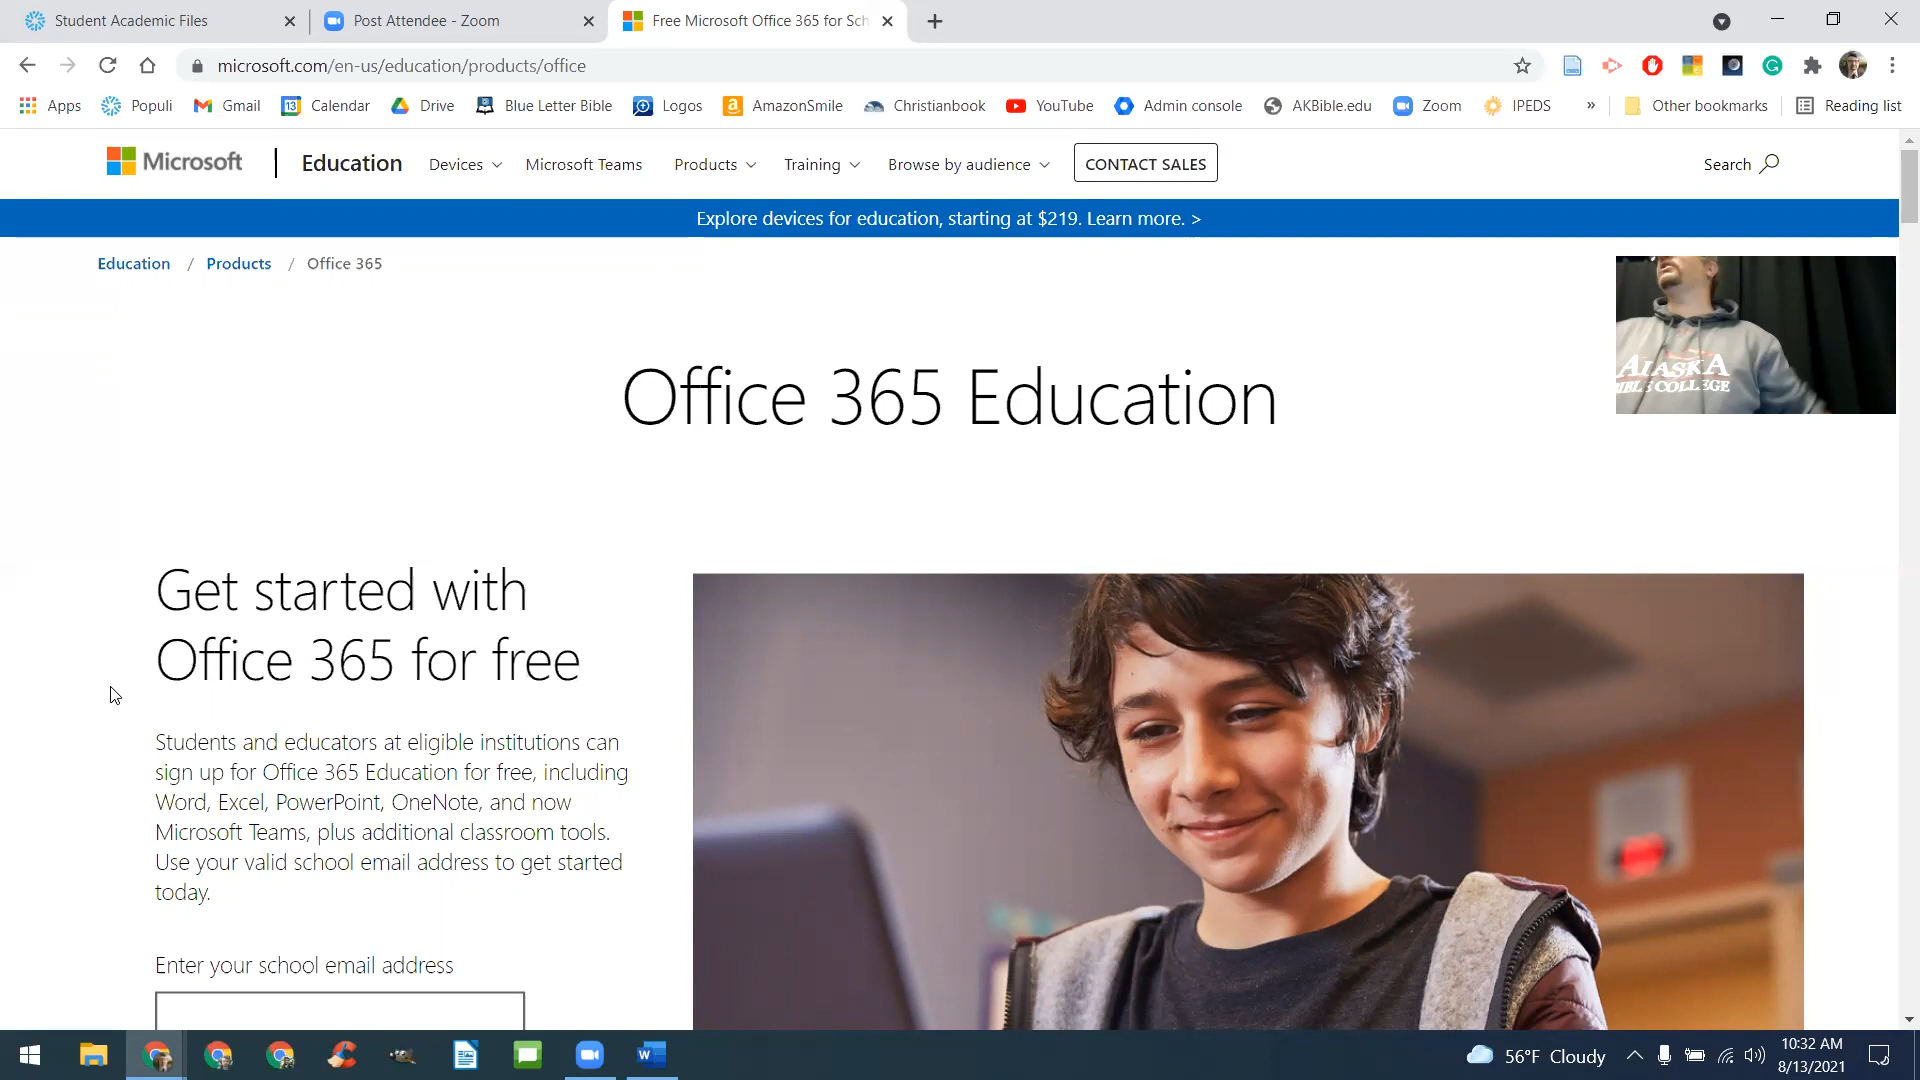 Student Academic Files
Post Attendee - Zoom
Free Microsoft Office 365 for Sch
microsoft.com/en-us/education/products/office
Apps Populi Gmail Calendar Drive Blue Letter Bible Logos AmazonSmile Christianbook YouTube Admin console AKBible.edu Zoom IPEDS » Other bookmarks Reading list
Microsoft Education Devices Microsoft Teams Products Training Browse by audience CONTACT SALES Search
Explore devices for education, starting at $219. Learn more. >
Education / Products / Office 365
ALASKA
BIBLE COLLEGE
Office 365 Education
Get started with
Office 365 for free
Students and educators at eligible institutions can
sign up for Office 365 Education for free, including
Word, Excel, PowerPoint, OneNote, and now
Microsoft Teams, plus additional classroom tools.
Use your valid school email address to get started
today.
Enter your school email address
56°F Cloudy
10:32 AM
8/13/2021